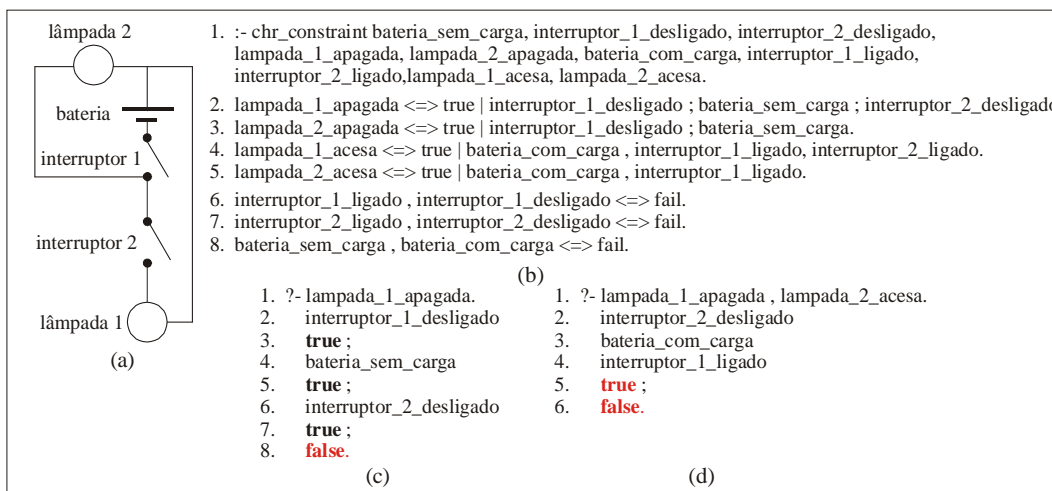 lâmpada 2
bateria
interruptor 1
interruptor 2
lâmpada 1
(a)
1. :- chr_constraint bateria_sem_carga, interruptor_1_desligado, interruptor_2_desligado,
lampada_1_apagada, lampada_2_apagada, bateria_com_carga, interruptor_1_ligado,
interruptor_2_ligado,lampada_1_acesa, lampada_2_acesa.
2. lampada_1_apagada <=> true | interruptor_1_desligado ; bateria_sem_carga ; interruptor_2_desligado
3. lampada_2_apagada <=> true | interruptor_1_desligado ; bateria_sem_carga.
4. lampada_1_acesa <=> true | bateria_com_carga , interruptor_1_ligado, interruptor_2_ligado.
5. lampada_2_acesa <=> true | bateria_com_carga , interruptor_1_ligado.
6. interruptor_1_ligado , interruptor_1_desligado <=> fail.
7. interruptor_2_ligado , interruptor_2_desligado <=> fail.
8. bateria_sem_carga , bateria_com_carga <=> fail.
(b)
1. ?- lampada_1_apagada.
2. interruptor_1_desligado
3. true ;
4. bateria_sem_carga
5. true ;
6. interruptor_2_desligado
7. true ;
8. false.
(c)
1. ?- lampada_1_apagada , lampada_2_acesa.
2. interruptor_2_desligado
3. bateria_com_carga
4. interruptor_1_ligado
5. true ;
6. false.
(d)